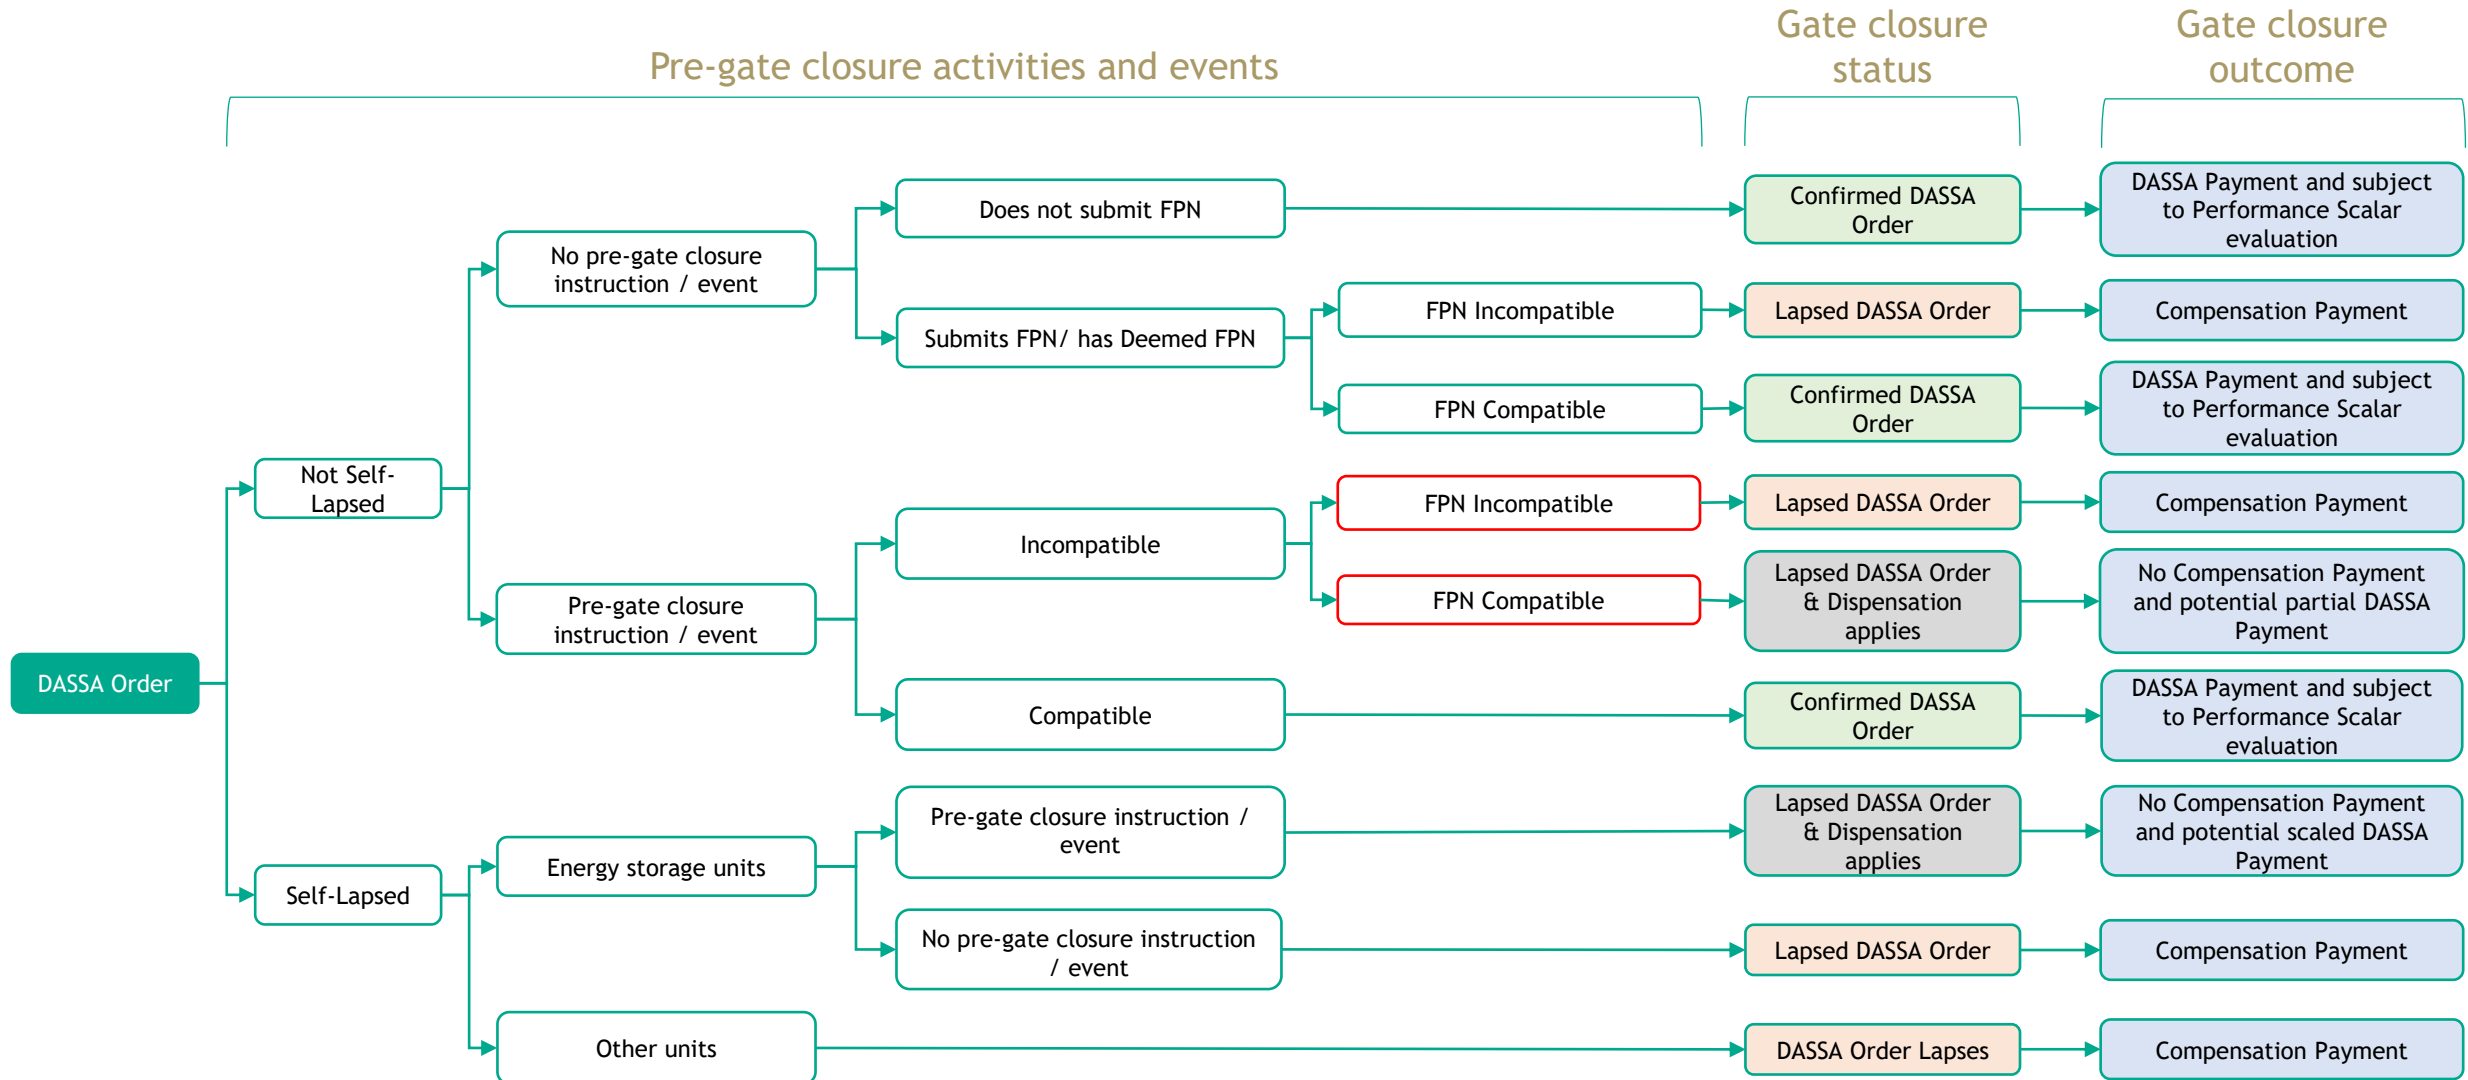 Pre-gate closure activities and events
Gate closure
status
Gate closure
outcome
Does not submit FPN
Confirmed DASSA
Order
DASSA Payment and subject
to Performance Scalar
evaluation
No pre-gate closure
instruction / event
FPN Incompatible
Lapsed DASSA Order
Compensation Payment
Submits FPN/ has Deemed FPN
FPN Compatible
Confirmed DASSA
Order
DASSA Payment and subject
to Performance Scalar
evaluation
Not Self-
Lapsed
FPN Incompatible
Lapsed DASSA Order
Compensation Payment
Incompatible
Pre-gate closure
instruction / event
FPN Compatible
Lapsed DASSA Order
& Dispensation
applies
No Compensation Payment
and potential partial DASSA
Payment
DASSA Order
Compatible
Confirmed DASSA
Order
DASSA Payment and subject
to Performance Scalar
evaluation
Pre-gate closure instruction /
event
Lapsed DASSA Order
& Dispensation
applies
No Compensation Payment
and potential scaled DASSA
Payment
Energy storage units
Self-Lapsed
No pre-gate closure instruction
/ event
Lapsed DASSA Order
Compensation Payment
Other units
DASSA Order Lapses
Compensation Payment